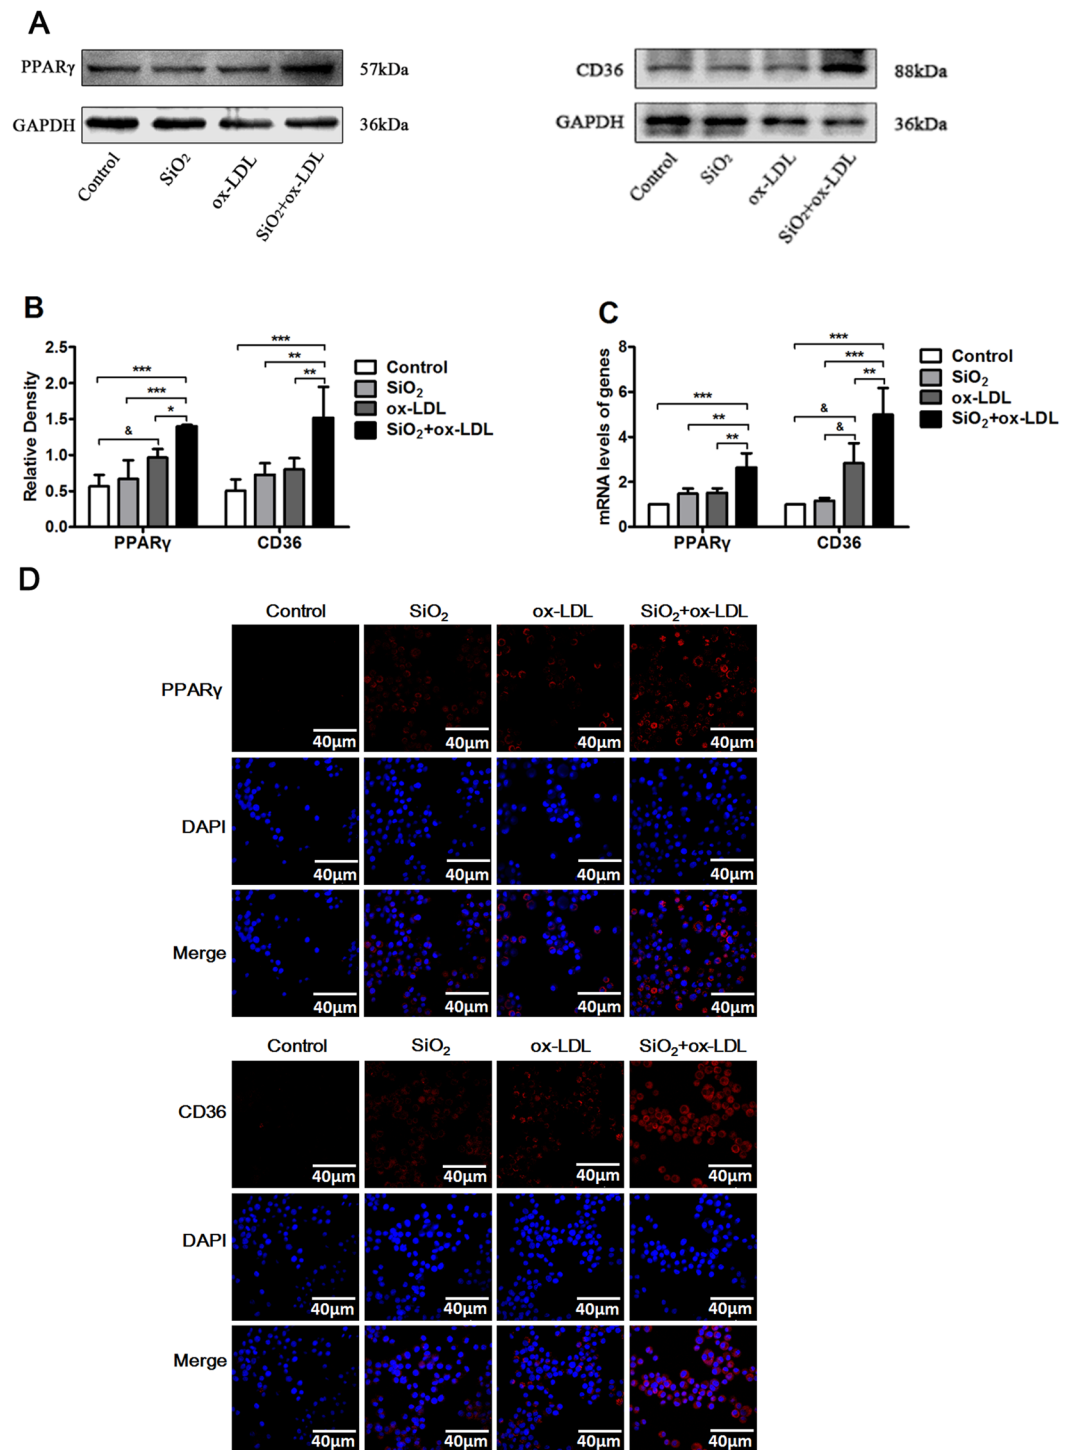 A
PPARγ 57kDa
GAPDH 36kDa
Control SiO₂ ox-LDL SiO₂+ox-LDL
CD36 88kDa
GAPDH 36kDa
Control SiO₂ ox-LDL SiO₂+ox-LDL
B
Relative Density
2.5
2.0
1.5
1.0
0.5
0.0
*** *** * &
*** ** **
PPARγ CD36
Control
SiO₂
ox-LDL
SiO₂+ox-LDL
C
mRNA levels of genes
8
6
4
2
0
*** ** **
*** *** ** & &
PPARγ CD36
Control
SiO₂
ox-LDL
SiO₂+ox-LDL
D
Control SiO₂ ox-LDL SiO₂+ox-LDL
PPARγ
40μm 40μm 40μm 40μm
DAPI
40μm 40μm 40μm 40μm
Merge
40μm 40μm 40μm 40μm
Control SiO₂ ox-LDL SiO₂+ox-LDL
CD36
40μm 40μm 40μm 40μm
DAPI
40μm 40μm 40μm 40μm
Merge
40μm 40μm 40μm 40μm